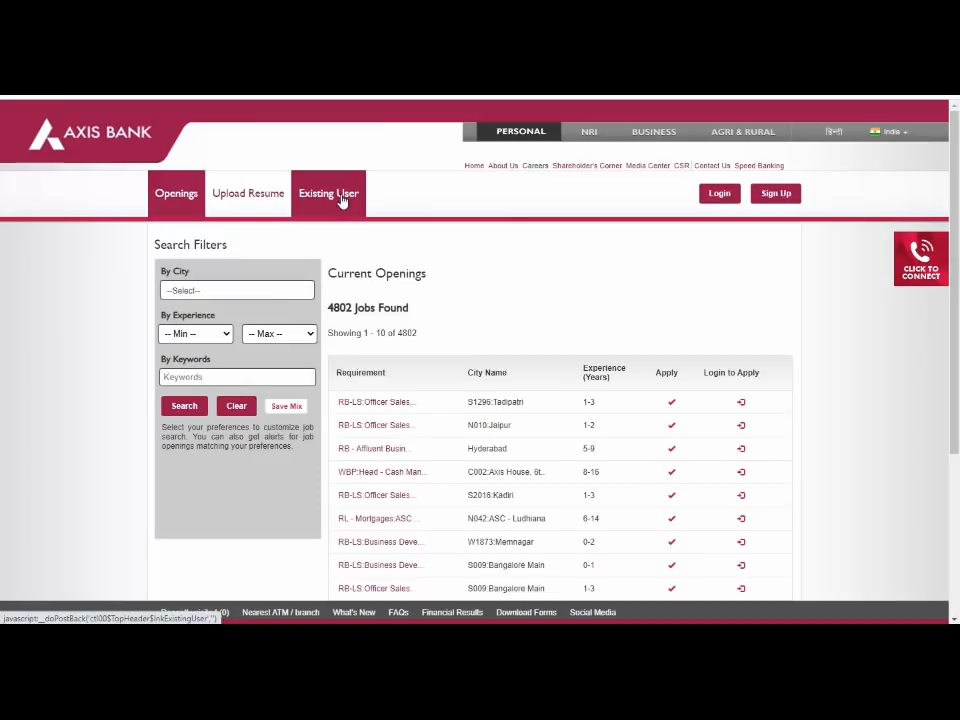 AXIS BANK
PERSONAL NRI BUSINESS AGRI & RURAL हिन्दी India
Home About Us Careers Shareholder's Corner Media Center CSR Contact Us Speed Banking
Openings Upload Resume Existing User Login Sign Up
Search Filters
CLICK TO
CONNECT
By City
--Select--
By Experience
-- Min -- -- Max --
By Keywords
Keywords
Search Clear Save Mix
Select your preferences to customize job
search. You can also get alerts for job
openings matching your preferences.
Current Openings
4802 Jobs Found
Showing 1 - 10 of 4802
Requirement City Name Experience (Years) Apply Login to Apply
RB-LS:Officer Sales... S1296:Tadipatri 1-3
RB-LS:Officer Sales... N010:Jaipur 1-2
RB - Affluent Busin... Hyderabad 5-9
WBP:Head - Cash Man... C002:Axis House, 6t.. 8-16
RB-LS:Officer Sales... S2016:Kadiri 1-3
RL - Mortgages:ASC ... N042:ASC - Ludhiana 6-14
RB-LS:Business Deve... W1873:Memnagar 0-2
RB-LS:Business Deve... S009:Bangalore Main 0-1
RB-LS:Officer Sales... S009:Bangalore Main 1-3
(0) Nearest ATM / branch What's New FAQs Financial Results Download Forms Social Media
javascript:__doPostBack('ctl00$TopHeader$lnkExistingUser','')